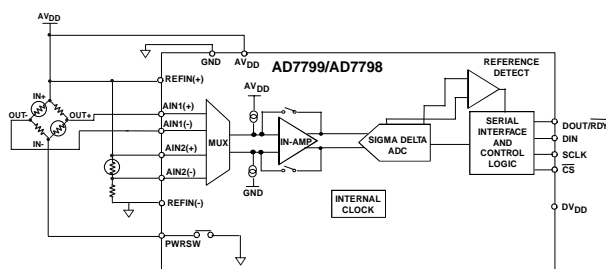 AVDD
GND
AVDD
AD7799/AD7798
REFERENCE
DETECT
IN+
OUT-
OUT+
IN-
REFIN(+)
AIN1(+)
AIN1(-)
AIN2(+)
AIN2(-)
REFIN(-)
PWRSW
MUX
AVDD
GND
IN-AMP
SIGMA DELTA
ADC
INTERNAL
CLOCK
SERIAL
INTERFACE
AND
CONTROL
LOGIC
DOUT/RDY
DIN
SCLK
CS
DVDD